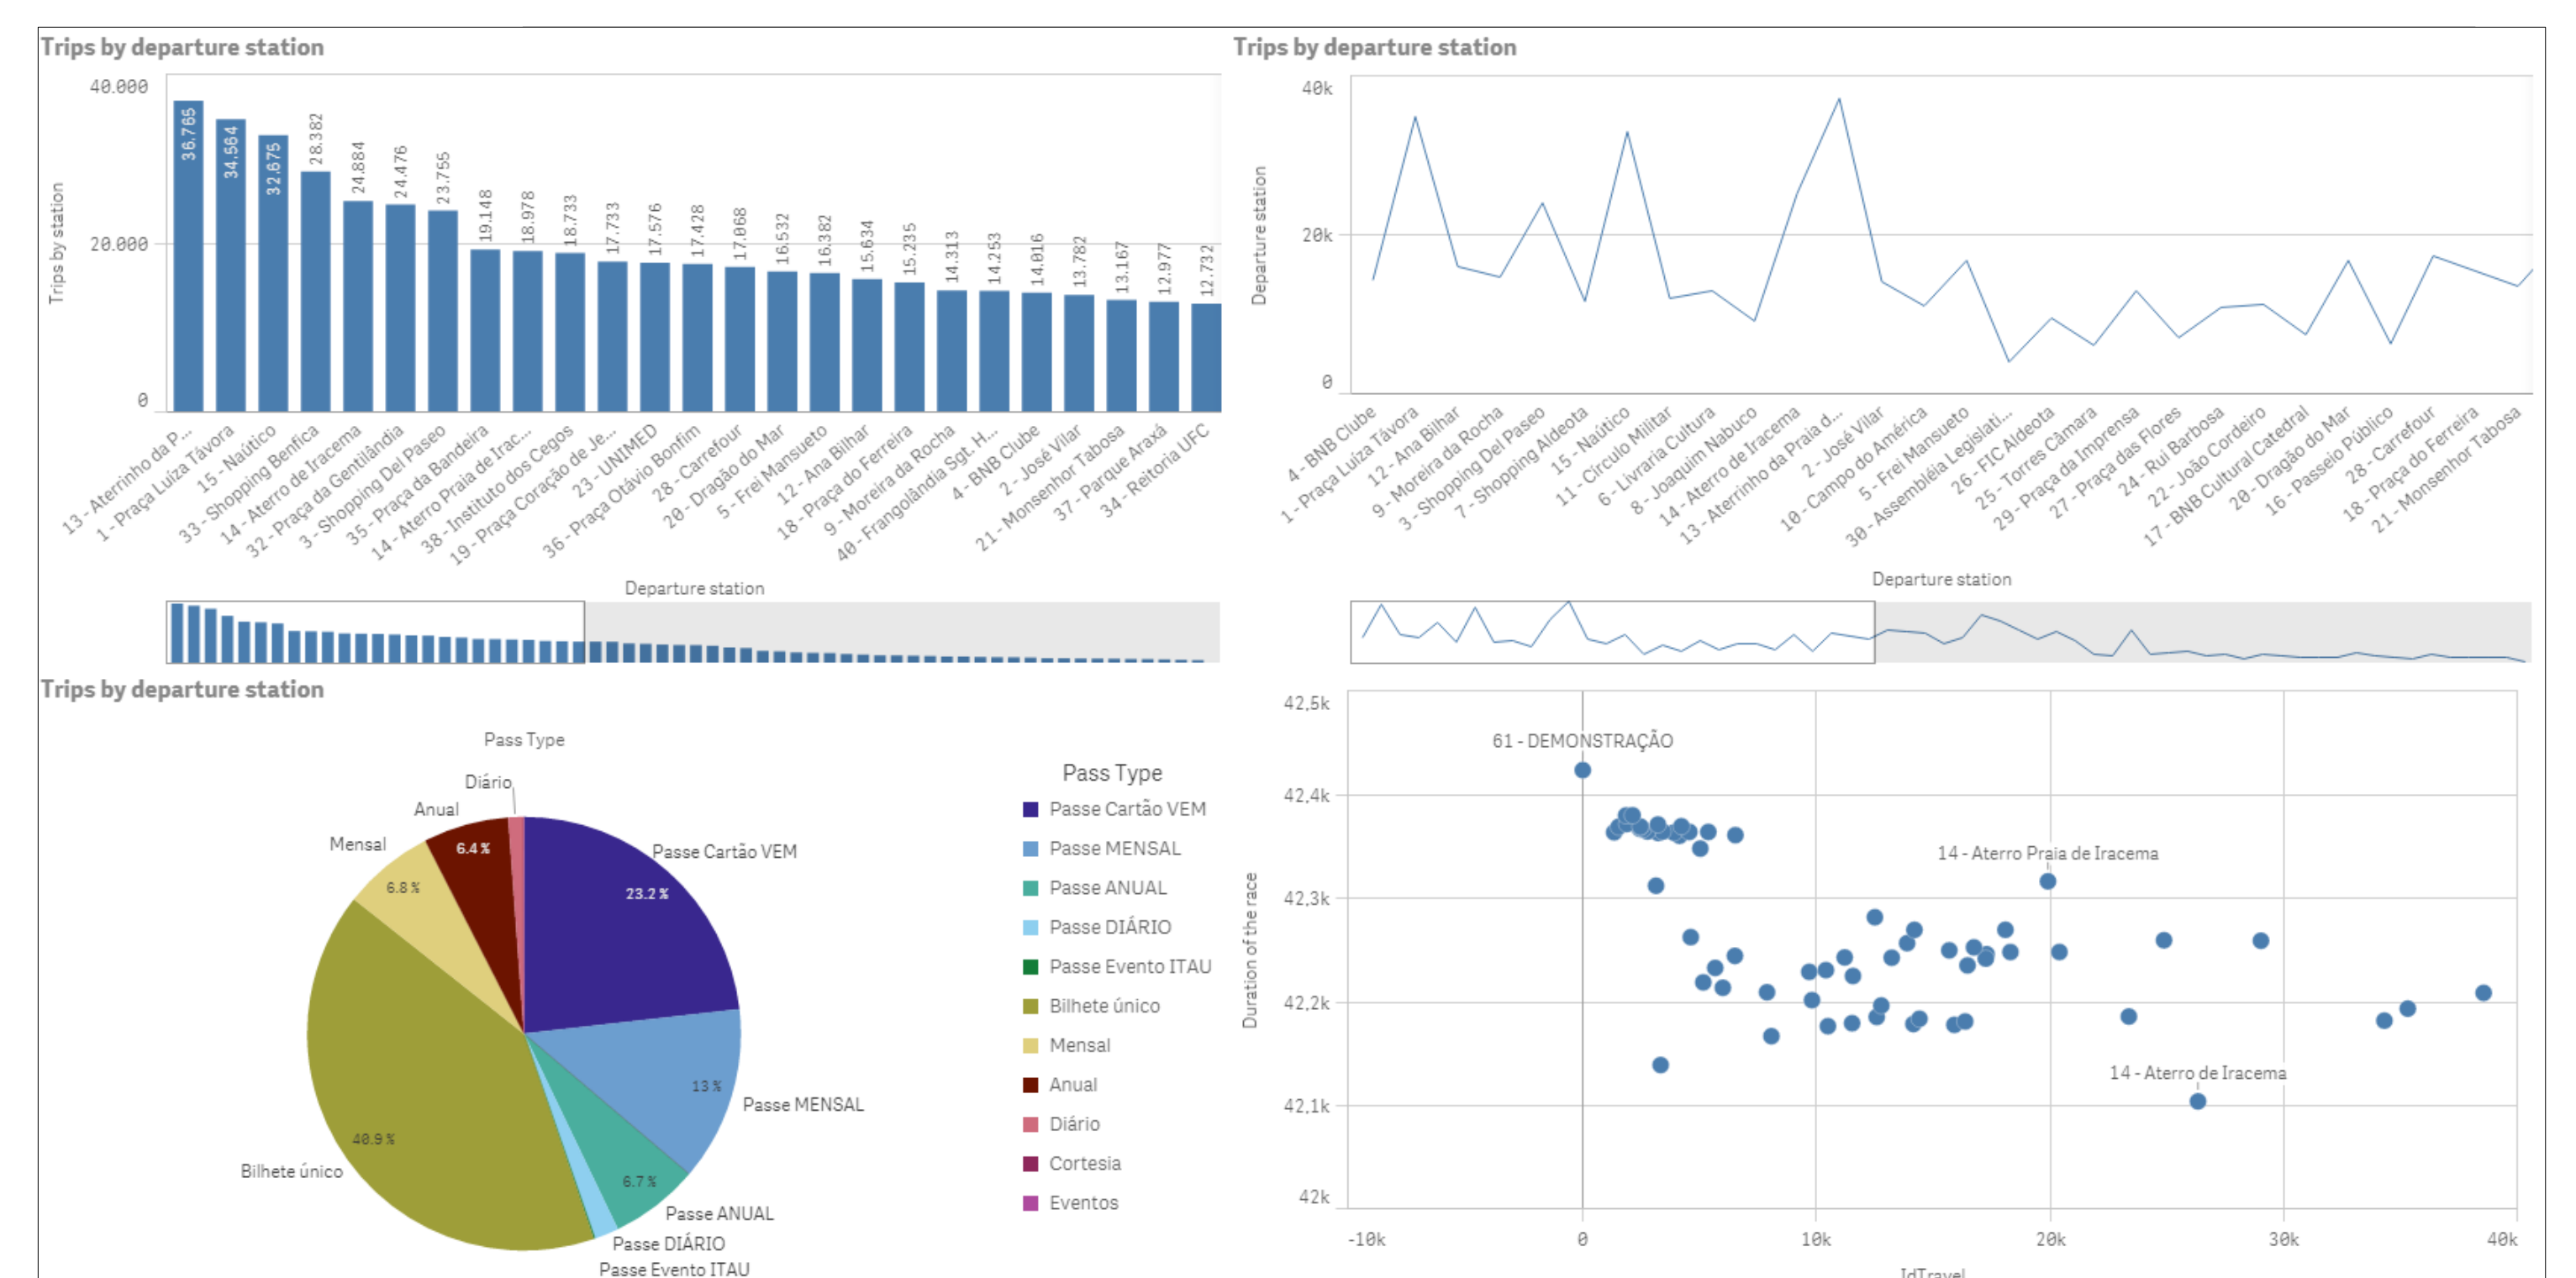 Trips by departure station
40.000
20.000
0
Trips by station
36.765
34.564
32.675
28.382
24.884
24.476
23.755
19.148
18.978
18.733
17.733
17.576
17.428
17.068
16.532
16.382
15.634
15.235
14.313
14.253
14.016
13.782
13.167
12.977
12.732
13 - Aterrinho da P...
1 - Praça Luíza Távora
15 - Naútico
33 - Shopping Benfica
14 - Aterro de Iracema
32 - Praça da Gentilândia
3 - Shopping Del Paseo
35 - Praça da Bandeira
14 - Aterro Praia de Irac...
38 - Instituto dos Cegos
19 - Praça Coração de Je...
23 - UNIMED
36 - Praça Otávio Bonfim
28 - Carrefour
20 - Dragão do Mar
5 - Frei Mansueto
12 - Ana Bilhar
18 - Praça do Ferreira
9 - Moreira da Rocha
40 - Frangolândia Sgt. H...
4 - BNB Clube
2 - José Vilar
21 - Monsenhor Tabosa
37 - Parque Araxá
34 - Reitoria UFC
Departure station
Trips by departure station
40k
20k
0
Departure station
4 - BNB Clube
1 - Praça Luíza Távora
12 - Ana Bilhar
9 - Moreira da Rocha
3 - Shopping Del Paseo
7 - Shopping Aldeota
15 - Naútico
11 - Círculo Militar
6 - Livraria Cultura
8 - Joaquim Nabuco
14 - Aterro de Iracema
13 - Aterrinho da Praia d...
2 - José Vilar
10 - Campo do América
5 - Frei Mansueto
30 - Assembléia Legislati...
26 - FIC Aldeota
25 - Torres Câmara
29 - Praça da Imprensa
27 - Praça das Flores
24 - Rui Barbosa
22 - João Cordeiro
17 - BNB Cultural Catedral
20 - Dragão do Mar
16 - Passeio Público
28 - Carrefour
18 - Praça do Ferreira
21 - Monsenhor Tabosa
Departure station
Trips by departure station
Pass Type
Diário
Anual
Mensal
Passe Cartão VEM
6.4 %
6.8 %
23.2 %
13 %
Passe MENSAL
40.9 %
Bilhete único
6.7 %
Passe ANUAL
Passe DIÁRIO
Passe Evento ITAU
Pass Type
Passe Cartão VEM
Passe MENSAL
Passe ANUAL
Passe DIÁRIO
Passe Evento ITAU
Bilhete único
Mensal
Anual
Diário
Cortesia
Eventos
42,5k
42,4k
42,3k
42,2k
42,1k
42k
Duration of the race
61 - DEMONSTRAÇÃO
14 - Aterro Praia de Iracema
14 - Aterro de Iracema
-10k
0
10k
20k
30k
40k
IdTravel